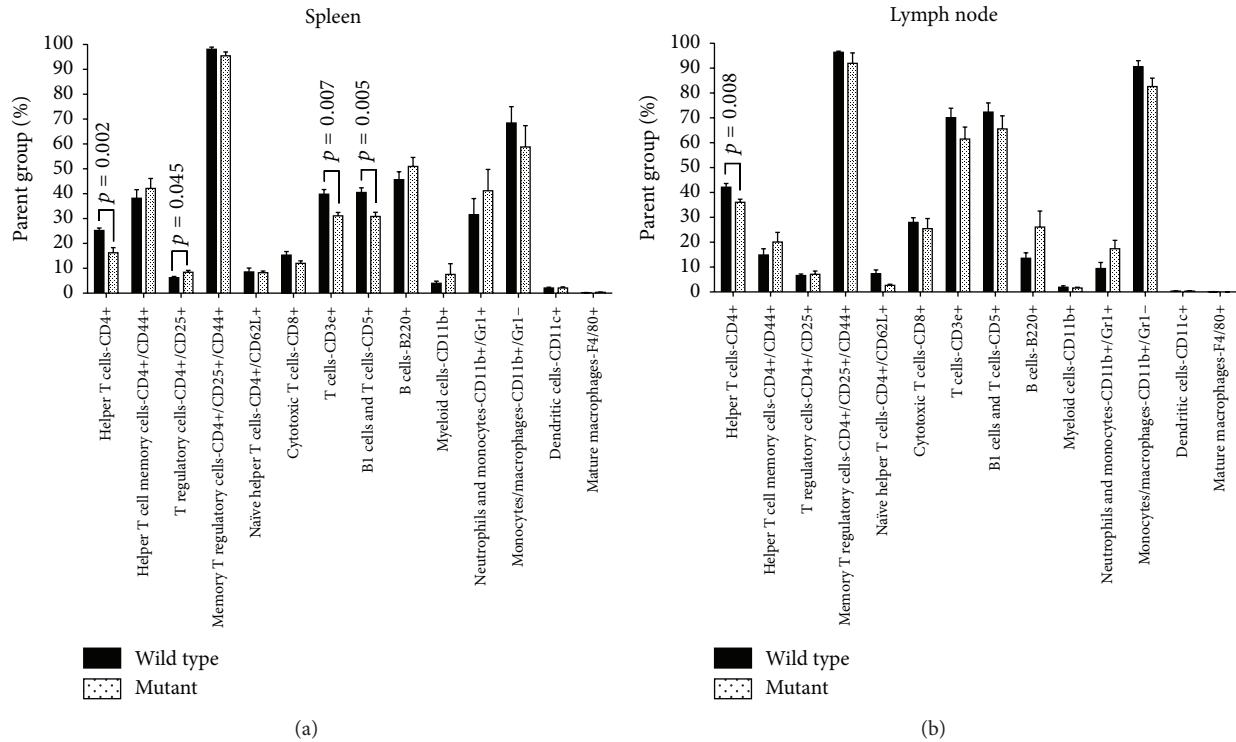 Spleen
Parent group (%)
100
90
80
70
60
50
40
30
20
10
0
p = 0.002
p = 0.045
p = 0.007
p = 0.005
Helper T cells-CD4+
Helper T cell memory cells-CD4+/CD44+
T regulatory cells-CD4+/CD25+
Memory T regulatory cells-CD4+/CD25+/CD44+
Naïve helper T cells-CD4+/CD62L+
Cytotoxic T cells-CD8+
T cells-CD3e+
B1 cells and T cells-CD5+
B cells-B220+
Myeloid cells-CD11b+
Neutrophils and monocytes-CD11b+/Gr1+
Monocytes/macrophages-CD11b+/Gr1−
Dendritic cells-CD11c+
Mature macrophages-F4/80+
Wild type
Mutant
(a)
Lymph node
Parent group (%)
100
90
80
70
60
50
40
30
20
10
0
p = 0.008
Helper T cells-CD4+
Helper T cell memory cells-CD4+/CD44+
T regulatory cells-CD4+/CD25+
Memory T regulatory cells-CD4+/CD25+/CD44+
Naïve helper T cells-CD4+/CD62L+
Cytotoxic T cells-CD8+
T cells-CD3e+
B1 cells and T cells-CD5+
B cells-B220+
Myeloid cells-CD11b+
Neutrophils and monocytes-CD11b+/Gr1+
Monocytes/macrophages-CD11b+/Gr1−
Dendritic cells-CD11c+
Mature macrophages-F4/80+
Wild type
Mutant
(b)